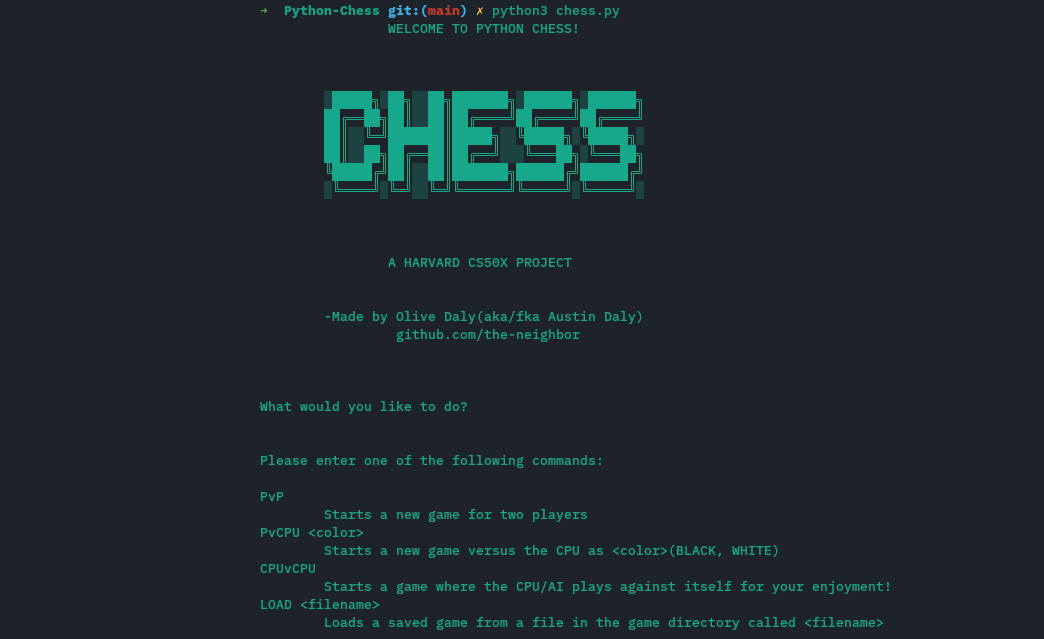 → Python-Chess git:(main) ✗ python3 chess.py
WELCOME TO PYTHON CHESS!
CHESS
A HARVARD CS50X PROJECT
-Made by Olive Daly(aka/fka Austin Daly)
github.com/the-neighbor
What would you like to do?
Please enter one of the following commands:
PvP
Starts a new game for two players
PvCPU <color>
Starts a new game versus the CPU as <color>(BLACK, WHITE)
CPUvCPU
Starts a game where the CPU/AI plays against itself for your enjoyment!
LOAD <filename>
Loads a saved game from a file in the game directory called <filename>